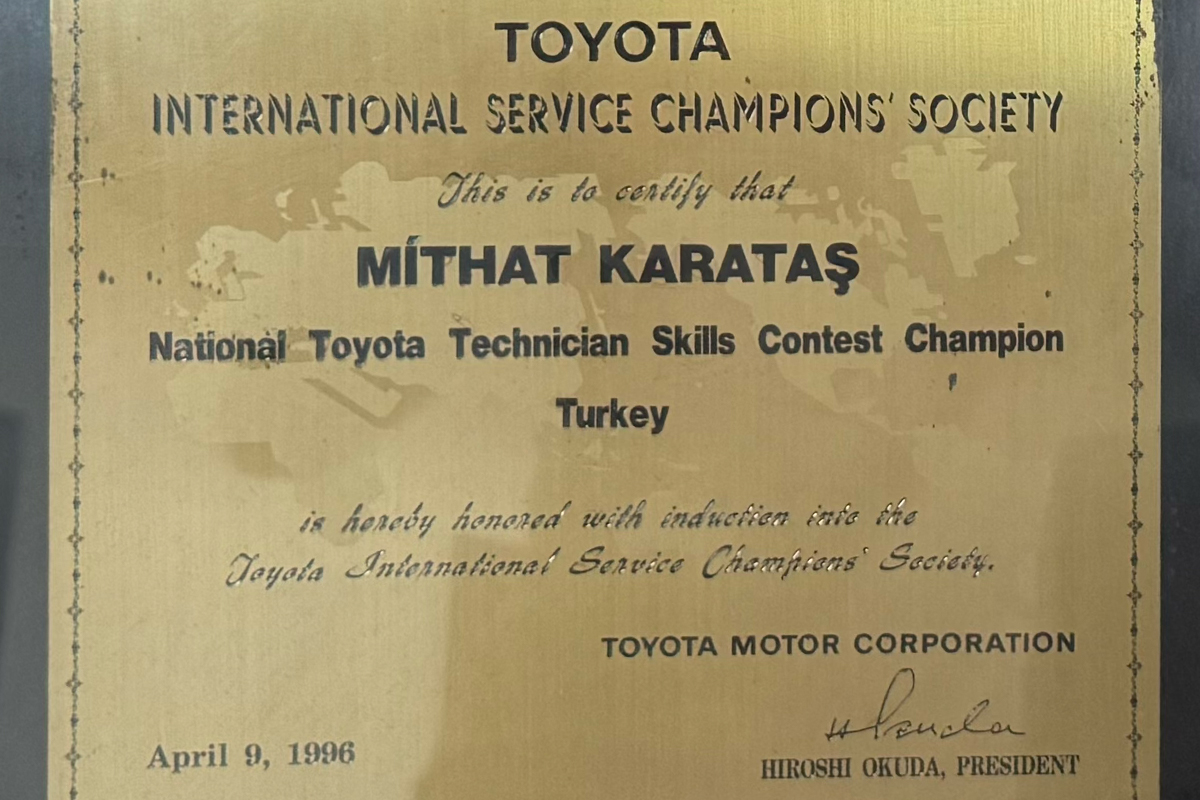 TOYOTA
INTERNATIONAL SERVICE CHAMPIONS' SOCIETY
This is to certify that
MİTHAT KARATAŞ
National Toyota Technician Skills Contest Champion
Turkey
is hereby honored with induction into the
Toyota International Service Champions' Society.
TOYOTA MOTOR CORPORATION
H Okuda
April 9, 1996
HIROSHI OKUDA, PRESIDENT